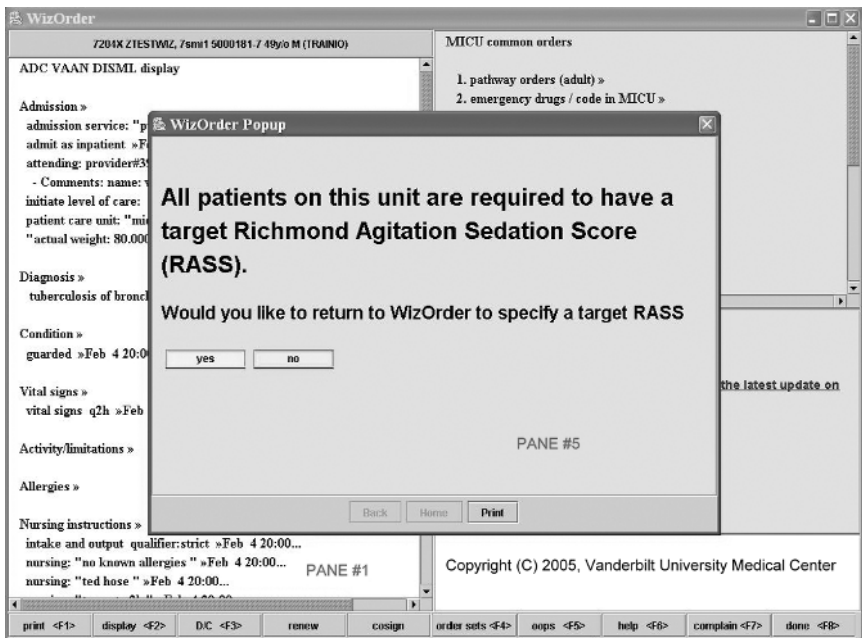 WizOrder
7204X ZTESTWIZ, 7smi1 5000181-7 49y/o M (TRAINIO)
ADC VAAN DISML display
Admission »
admission service: "p
admit as inpatient »F
attending: provider#39
- Comments: name:
initiate level of care:
patient care unit: "mi
"actual weight: 80.000
Diagnosis »
tuberculosis of bronc
Condition »
guarded »Feb 4 20:0
Vital signs »
vital signs q2h »Feb
Activity/limitations »
Allergies »
Nursing instructions »
intake and output qualifier:strict »Feb 4 20:00...
nursing: "no known allergies " »Feb 4 20:00...
nursing: "ted hose " »Feb 4 20:00...
PANE #1
MICU common orders
1. pathway orders (adult) »
2. emergency drugs / code in MICU »
WizOrder Popup
All patients on this unit are required to have a
target Richmond Agitation Sedation Score
(RASS).
Would you like to return to WizOrder to specify a target RASS
yes no
PANE #5
Back Home Print
the latest update on
Copyright (C) 2005, Vanderbilt University Medical Center
print <F1> display <F2> D/C <F3> renew cosign order sets <F4> oops <F5> help <F6> complain <F7> done <F8>